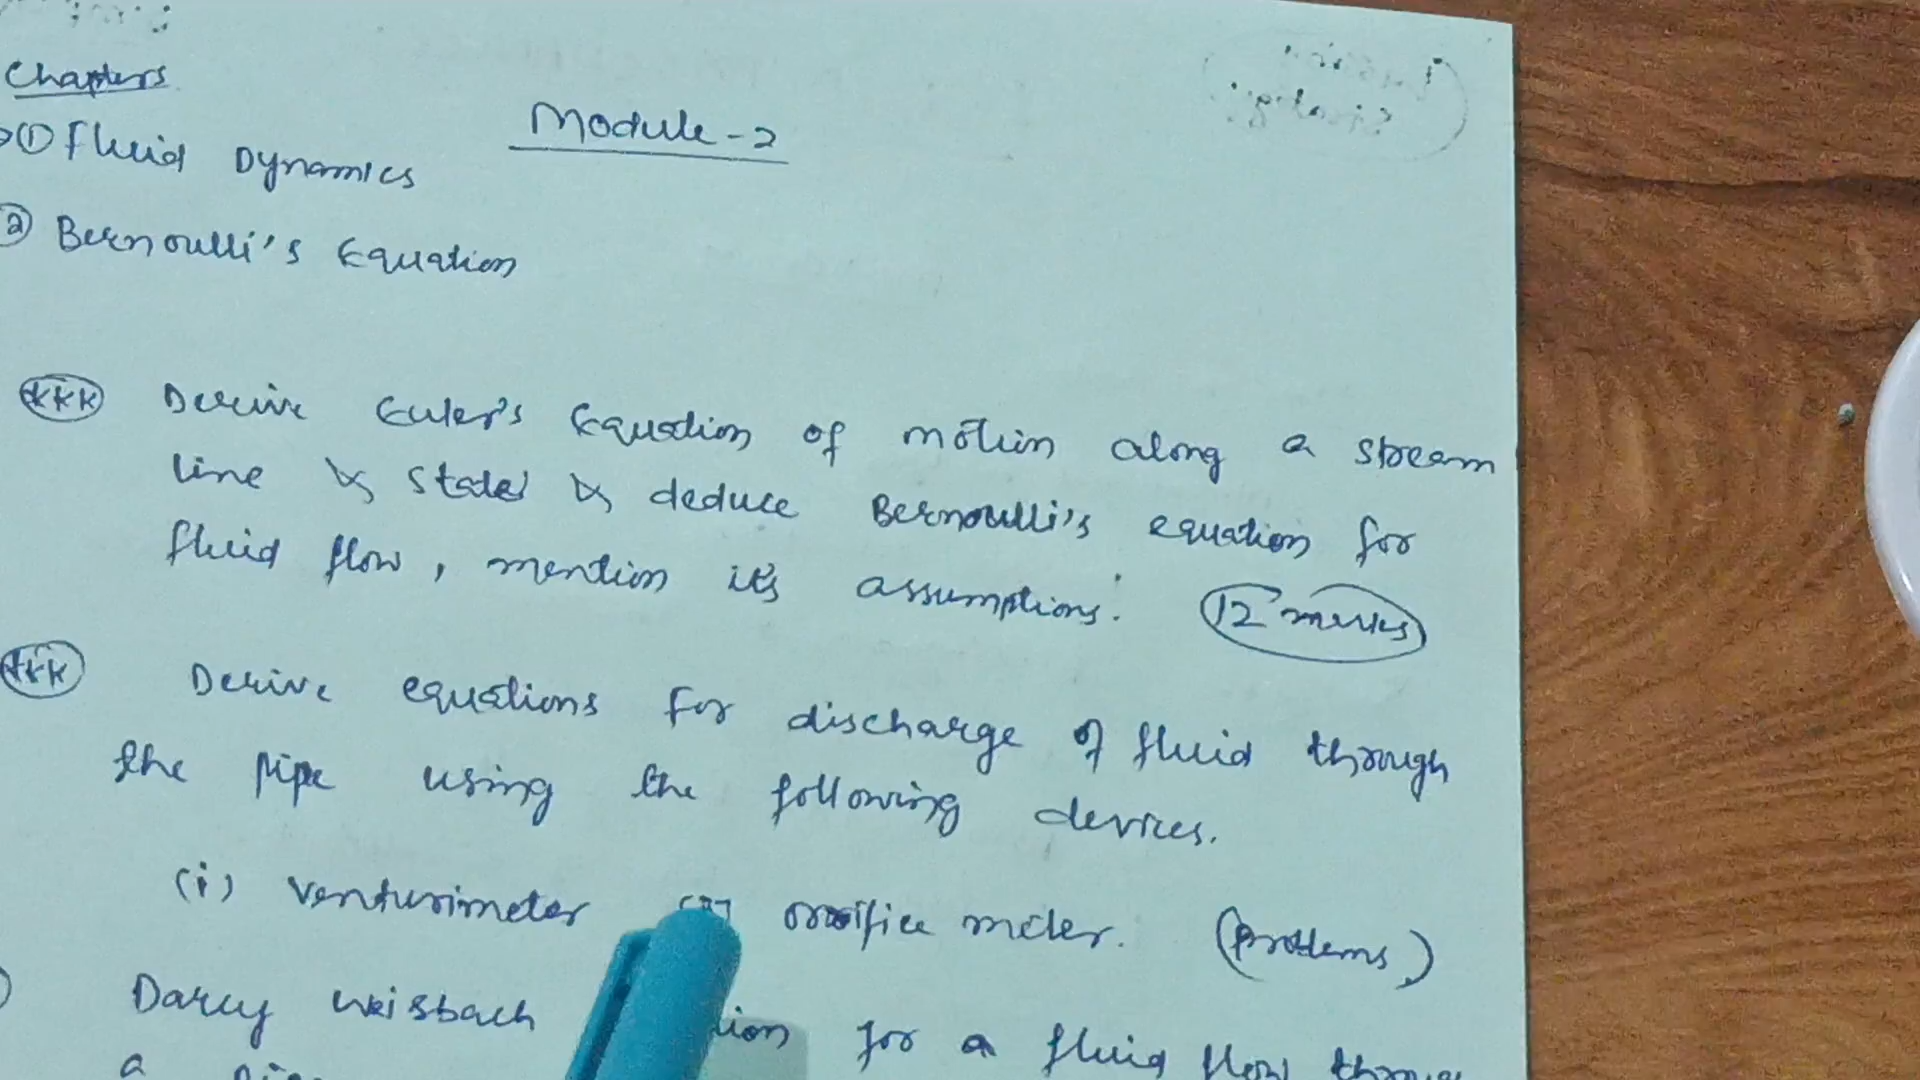 Chapters
Module-2
① Fluid Dynamics
② Bernoulli's Equation
*** Derive Euler's Equation of motion along a stream
line & state & deduce Bernoulli's equation for
fluid flow, mention its assumptions. 12 marks
*** Derive equations for discharge of fluid through
the pipe using the following devices.
(i) Venturimeter orifice meter. (problems)
Darcy weisbach for a fluid flow
a